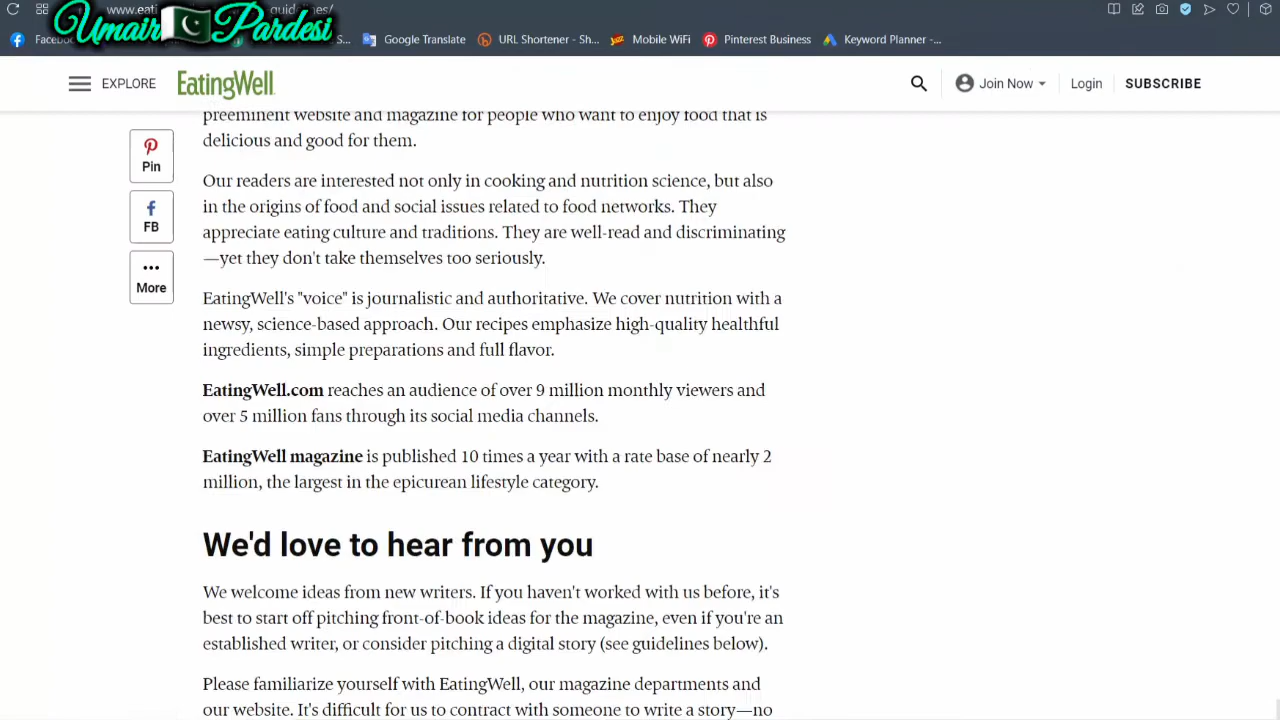 www.eati guidelines/
Umair Pardesi
Facebo S... Google Translate URL Shortener - Sh... Mobile WiFi Pinterest Business Keyword Planner -...
EXPLORE EatingWell Join Now Login SUBSCRIBE
preeminent website and magazine for people who want to enjoy food that is
delicious and good for them.
Pin
FB
More
Our readers are interested not only in cooking and nutrition science, but also
in the origins of food and social issues related to food networks. They
appreciate eating culture and traditions. They are well-read and discriminating
—yet they don't take themselves too seriously.
EatingWell's "voice" is journalistic and authoritative. We cover nutrition with a
newsy, science-based approach. Our recipes emphasize high-quality healthful
ingredients, simple preparations and full flavor.
EatingWell.com reaches an audience of over 9 million monthly viewers and
over 5 million fans through its social media channels.
EatingWell magazine is published 10 times a year with a rate base of nearly 2
million, the largest in the epicurean lifestyle category.
We'd love to hear from you
We welcome ideas from new writers. If you haven't worked with us before, it's
best to start off pitching front-of-book ideas for the magazine, even if you're an
established writer, or consider pitching a digital story (see guidelines below).
Please familiarize yourself with EatingWell, our magazine departments and
our website. It's difficult for us to contract with someone to write a story—no